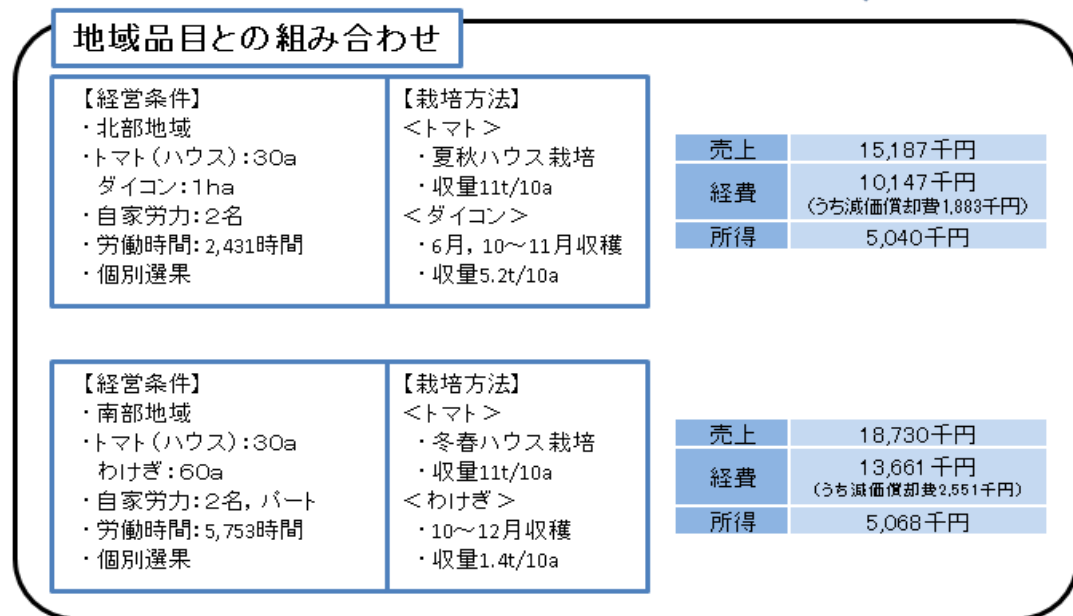 地域品目との組み合わせ
【経営条件】
・北部地域
・トマト(ハウス):30a
ダイコン:1ha
・自家労力:2名
・労働時間:2,431時間
・個別選果
【栽培方法】
<トマト>
・夏秋ハウス栽培
・収量11t/10a
<ダイコン>
・6月,10~11月収穫
・収量5.2t/10a
売上 15,187千円
経費 10,147千円
(うち減価償却費1,883千円)
所得 5,040千円
【経営条件】
・南部地域
・トマト(ハウス):30a
わけぎ:60a
・自家労力:2名,パート
・労働時間:5,753時間
・個別選果
【栽培方法】
<トマト>
・冬春ハウス栽培
・収量11t/10a
<わけぎ>
・10~12月収穫
・収量1.4t/10a
売上 18,730千円
経費 13,661千円
(うち減価償却費2,551千円)
所得 5,068千円